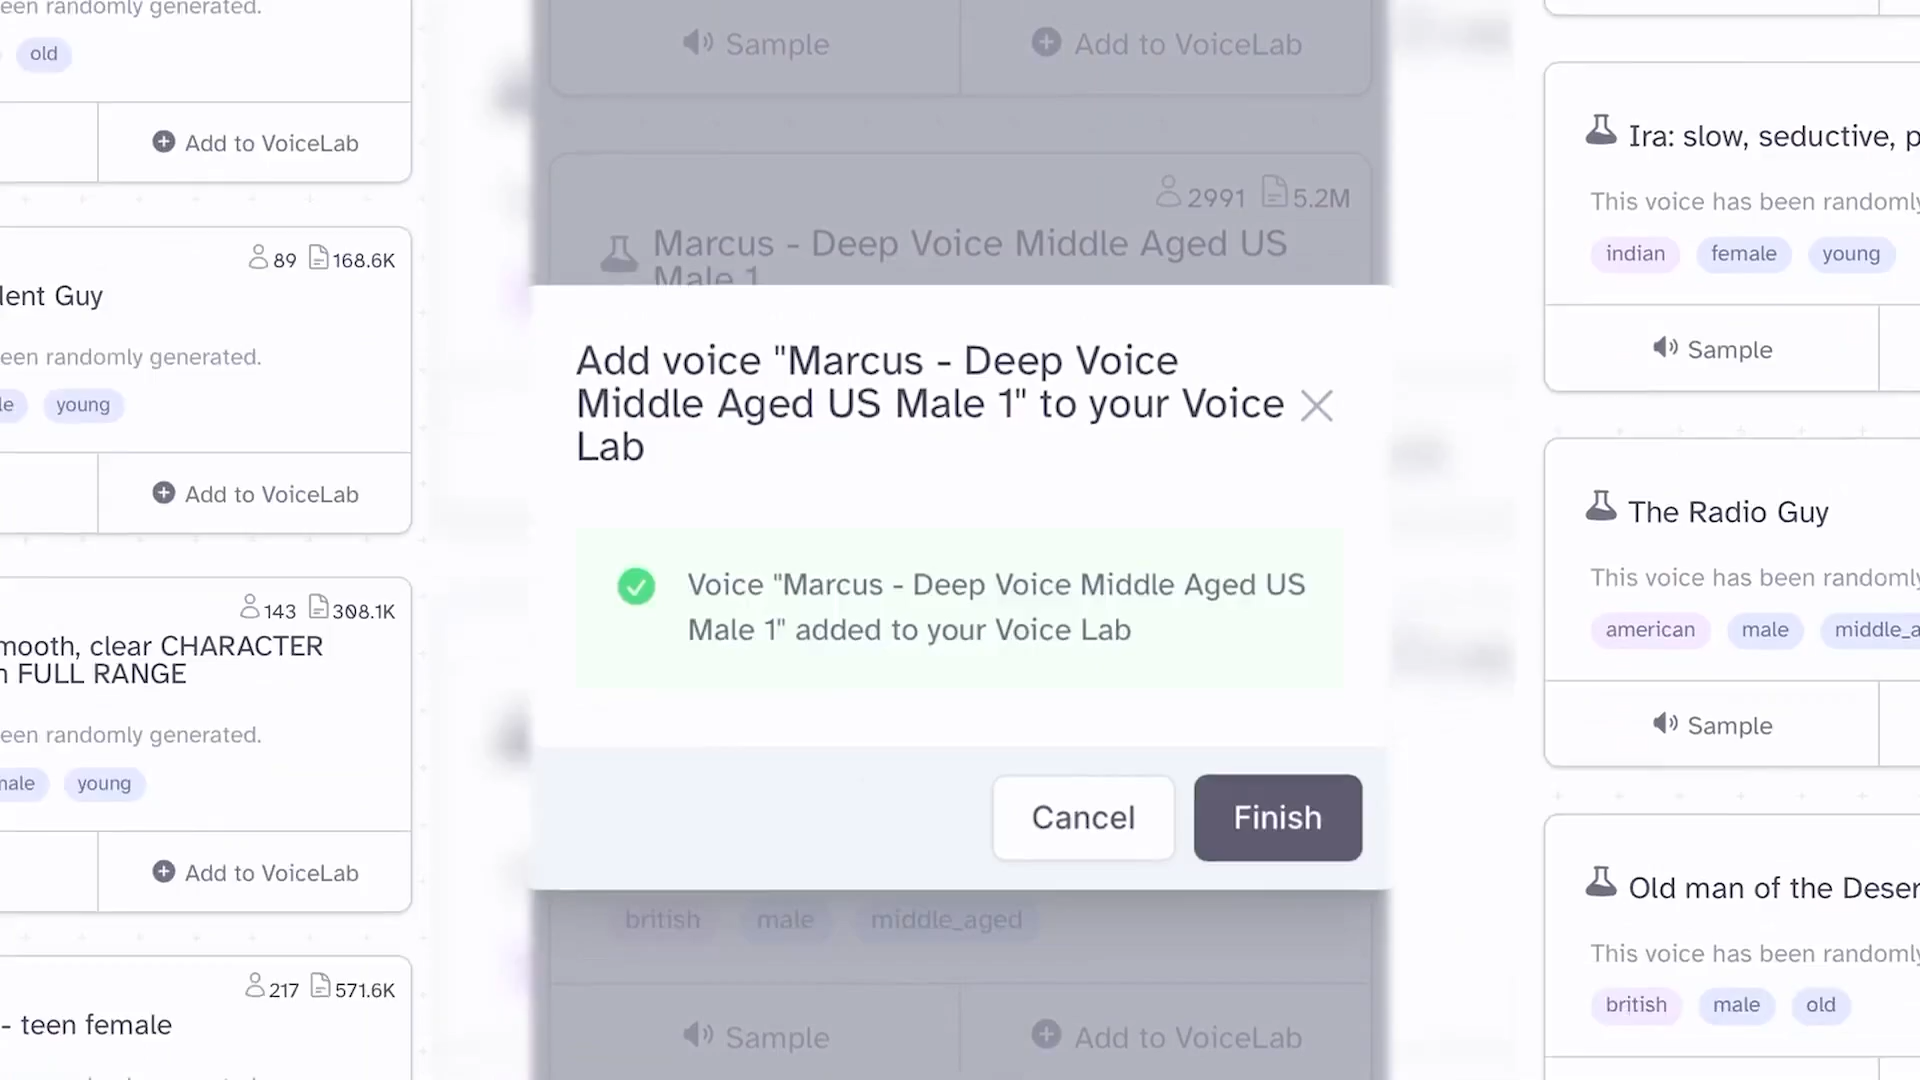 een randomly generated.
old
Add to VoiceLab
89 168.6K
dent Guy
een randomly generated.
le young
Add to VoiceLab
143 308.1K
mooth, clear CHARACTER
n FULL RANGE
een randomly generated.
male young
Add to VoiceLab
217 571.6K
- teen female
Sample Add to VoiceLab
2991 5.2M
Marcus - Deep Voice Middle Aged US
Male 1
Add voice "Marcus - Deep Voice
Middle Aged US Male 1" to your Voice
Lab
Voice "Marcus - Deep Voice Middle Aged US
Male 1" added to your Voice Lab
Cancel Finish
british male middle_aged
Sample Add to VoiceLab
Ira: slow, seductive, p
This voice has been randomly
indian female young
Sample
The Radio Guy
This voice has been randomly
american male middle_a
Sample
Old man of the Deser
This voice has been randomly
british male old